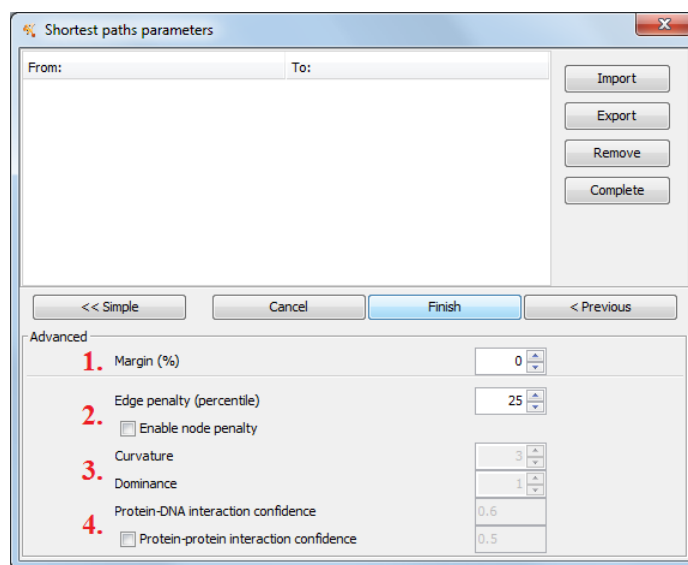 Shortest paths parameters
From: To:
Import
Export
Remove
Complete
<< Simple Cancel Finish < Previous
Advanced
1. Margin (%) 0
2. Edge penalty (percentile) 25
Enable node penalty
3. Curvature 3
Dominance 1
4. Protein-DNA interaction confidence 0.6
Protein-protein interaction confidence 0.5